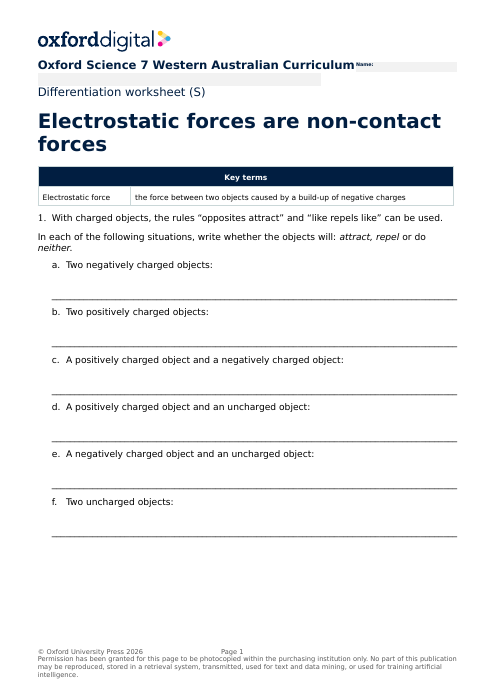 oxforddigital
Oxford Science 7 Western Australian Curriculum Name:
Differentiation worksheet (S)
Electrostatic forces are non-contact
forces
Key terms
Electrostatic force the force between two objects caused by a build-up of negative charges
1. With charged objects, the rules “opposites attract” and “like repels like” can be used.
In each of the following situations, write whether the objects will: attract, repel or do
neither.
a. Two negatively charged objects:
b. Two positively charged objects:
c. A positively charged object and a negatively charged object:
d. A positively charged object and an uncharged object:
e. A negatively charged object and an uncharged object:
f. Two uncharged objects:
© Oxford University Press 2026 Page 1
Permission has been granted for this page to be photocopied within the purchasing institution only. No part of this publication
may be reproduced, stored in a retrieval system, transmitted, used for text and data mining, or used for training artificial
intelligence.